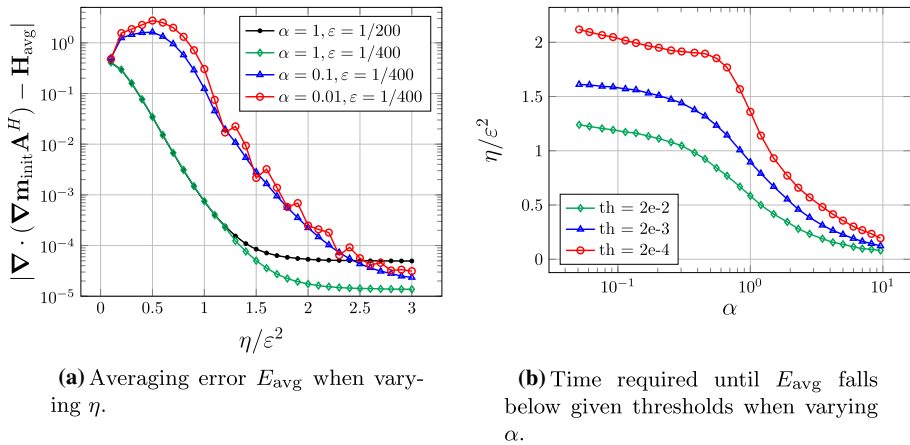 |∇ · (∇m_init A^H) − H_avg|
10^0
10^−1
10^−2
10^−3
10^−4
10^−5
0 0.5 1 1.5 2 2.5 3
η/ε^2
α = 1, ε = 1/200
α = 1, ε = 1/400
α = 0.1, ε = 1/400
α = 0.01, ε = 1/400
(a) Averaging error E_avg when vary-
ing η.
η/ε^2
2
1.5
1
0.5
0
10^−1 10^0 10^1
α
th = 2e-2
th = 2e-3
th = 2e-4
(b) Time required until E_avg falls
below given thresholds when varying
α.